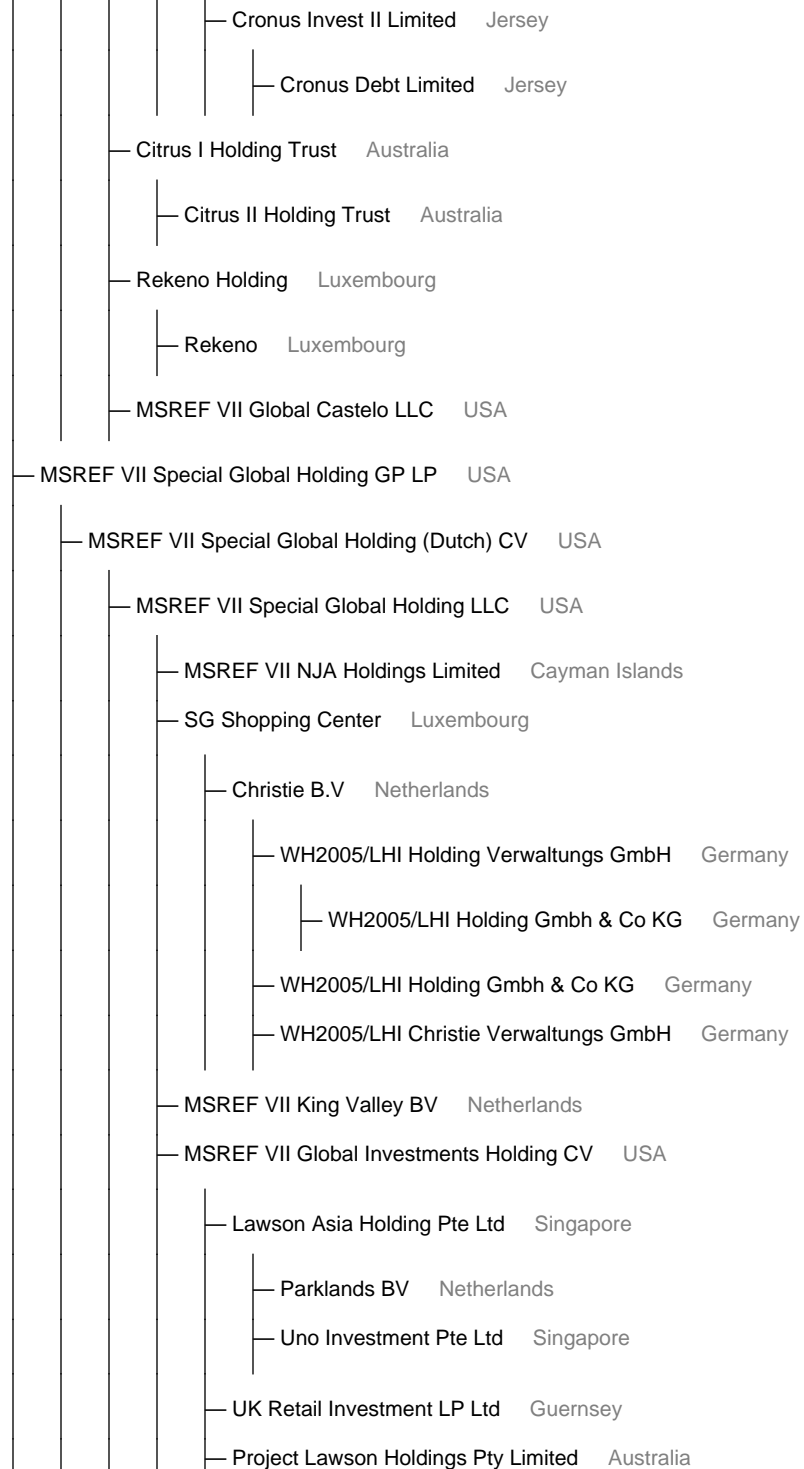 Cronus Invest II Limited Jersey
Cronus Debt Limited Jersey
Citrus I Holding Trust Australia
Citrus II Holding Trust Australia
Rekeno Holding Luxembourg
Rekeno Luxembourg
MSREF VII Global Castelo LLC USA
MSREF VII Special Global Holding GP LP USA
MSREF VII Special Global Holding (Dutch) CV USA
MSREF VII Special Global Holding LLC USA
MSREF VII NJA Holdings Limited Cayman Islands
SG Shopping Center Luxembourg
Christie B.V Netherlands
WH2005/LHI Holding Verwaltungs GmbH Germany
WH2005/LHI Holding Gmbh & Co KG Germany
WH2005/LHI Holding Gmbh & Co KG Germany
WH2005/LHI Christie Verwaltungs GmbH Germany
MSREF VII King Valley BV Netherlands
MSREF VII Global Investments Holding CV USA
Lawson Asia Holding Pte Ltd Singapore
Parklands BV Netherlands
Uno Investment Pte Ltd Singapore
UK Retail Investment LP Ltd Guernsey
Project Lawson Holdings Pty Limited Australia